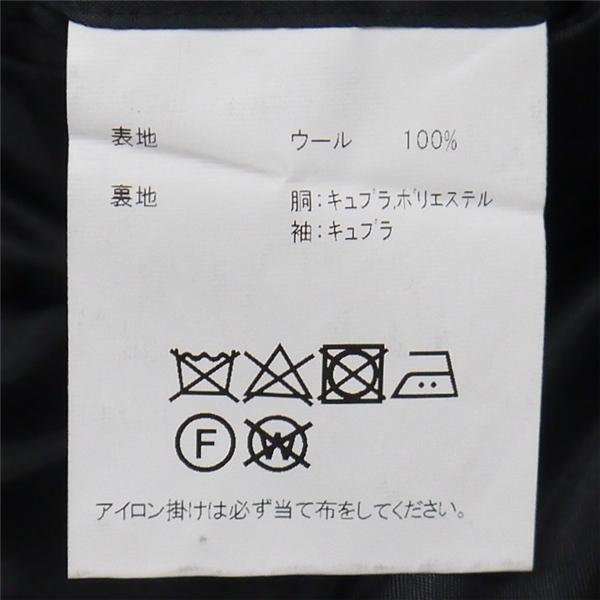 表地 ウール 100%
裏地 胴:キュプラ,ポリエステル
袖:キュプラ
F W
アイロン掛けは必ず当て布をしてください。